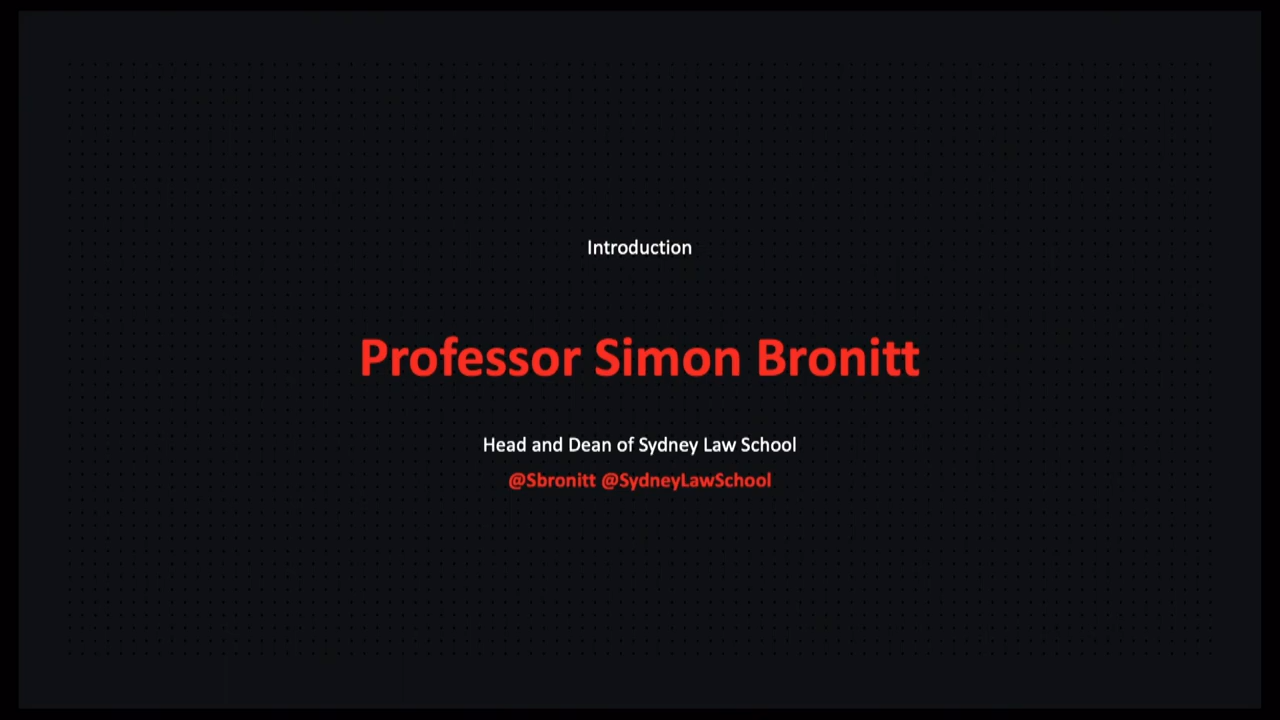 Introduction
Professor Simon Bronitt
Head and Dean of Sydney Law School
@Sbronitt @SydneyLawSchool